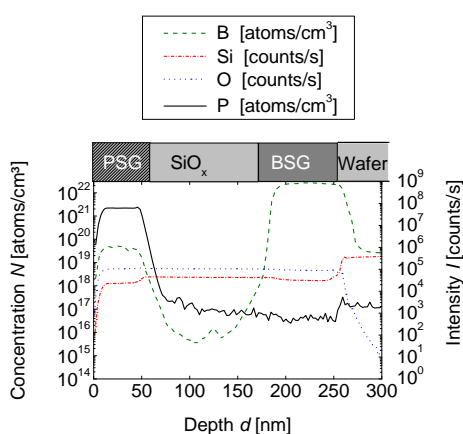 B [atoms/cm³]
Si [counts/s]
O [counts/s]
P [atoms/cm³]
PSG SiOₓ BSG Wafer
Concentration N [atoms/cm³]
10²²
10²¹
10²⁰
10¹⁹
10¹⁸
10¹⁷
10¹⁶
10¹⁵
10¹⁴
10⁹
10⁸
10⁷
10⁶
10⁵
10⁴
10³
10²
10¹
10⁰
Intensity I [counts/s]
0 50 100 150 200 250 300
Depth d [nm]